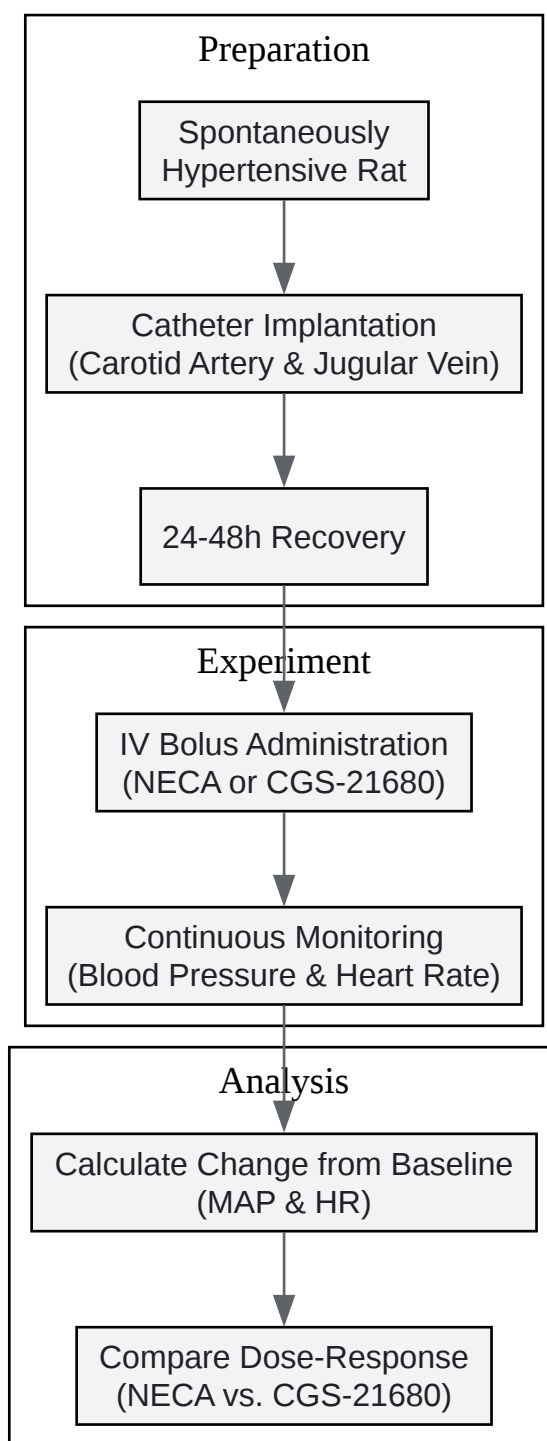 Preparation
Spontaneously
Hypertensive Rat
Catheter Implantation
(Carotid Artery & Jugular Vein)
24-48h Recovery
Experiment
IV Bolus Administration
(NECA or CGS-21680)
Continuous Monitoring
(Blood Pressure & Heart Rate)
Analysis
Calculate Change from Baseline
(MAP & HR)
Compare Dose-Response
(NECA vs. CGS-21680)